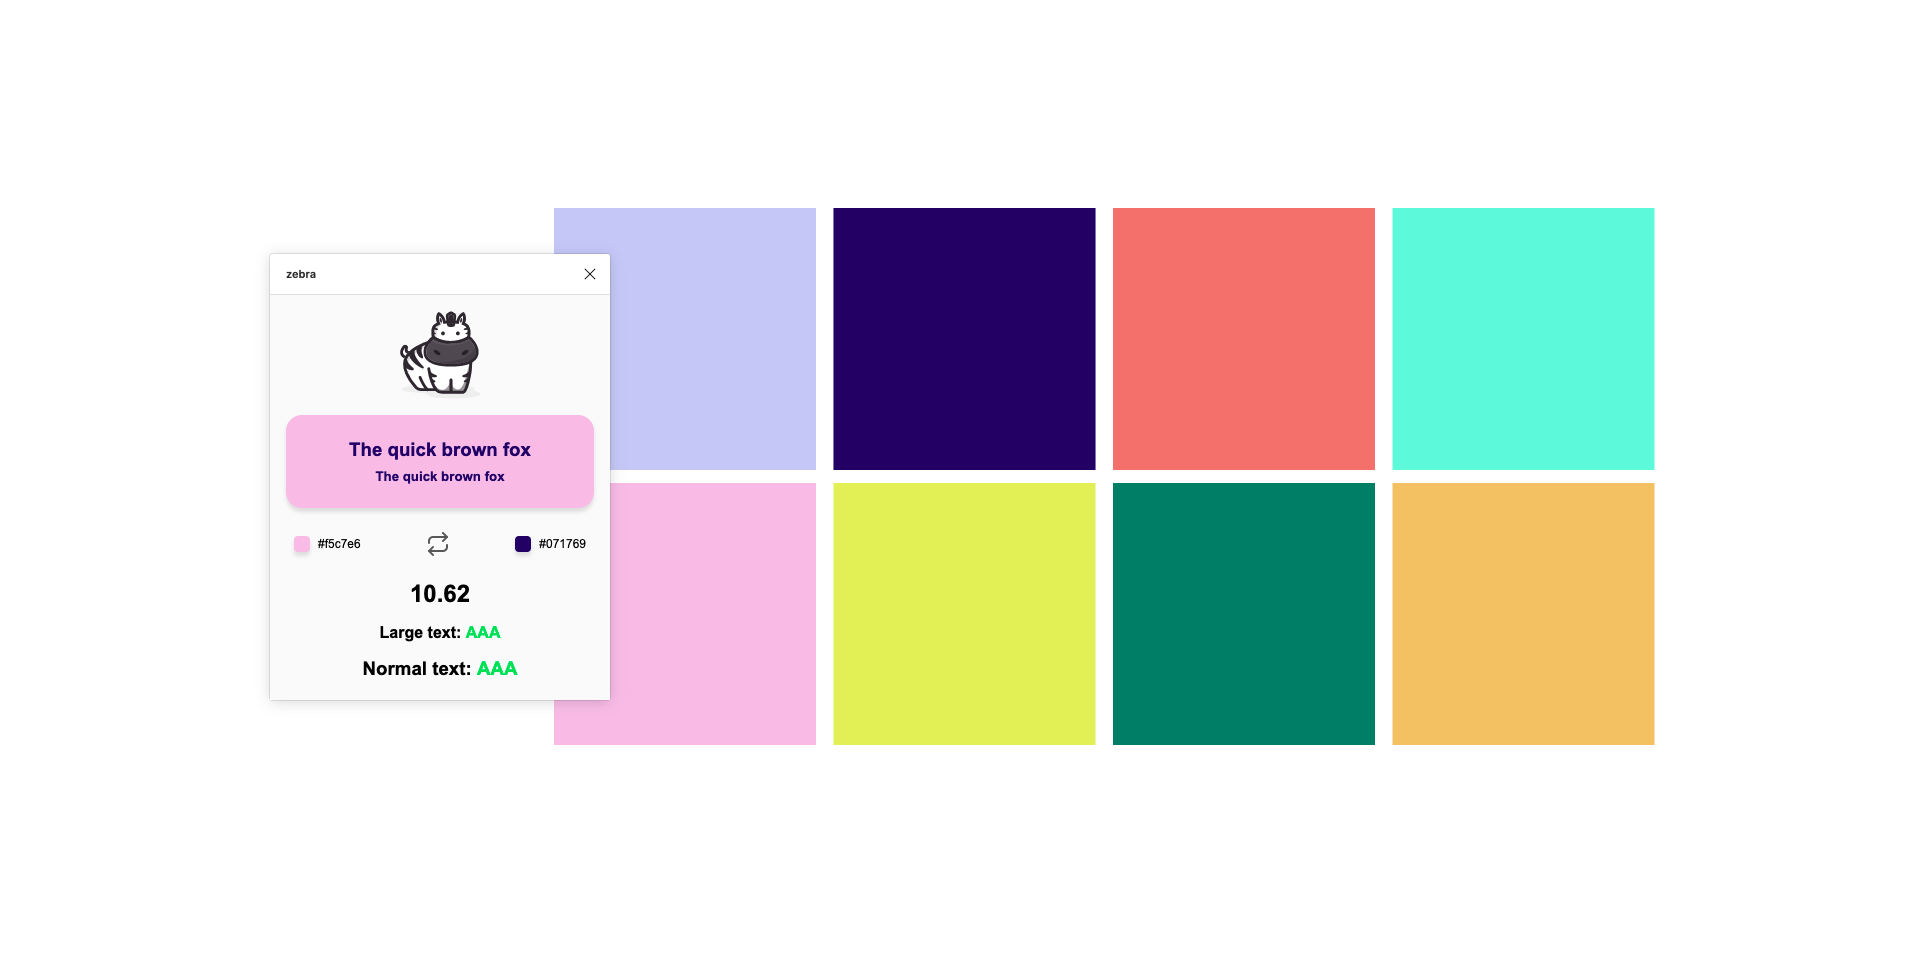 zebra
The quick brown fox
The quick brown fox
#f5c7e6
#071769
10.62
Large text: AAA
Normal text: AAA